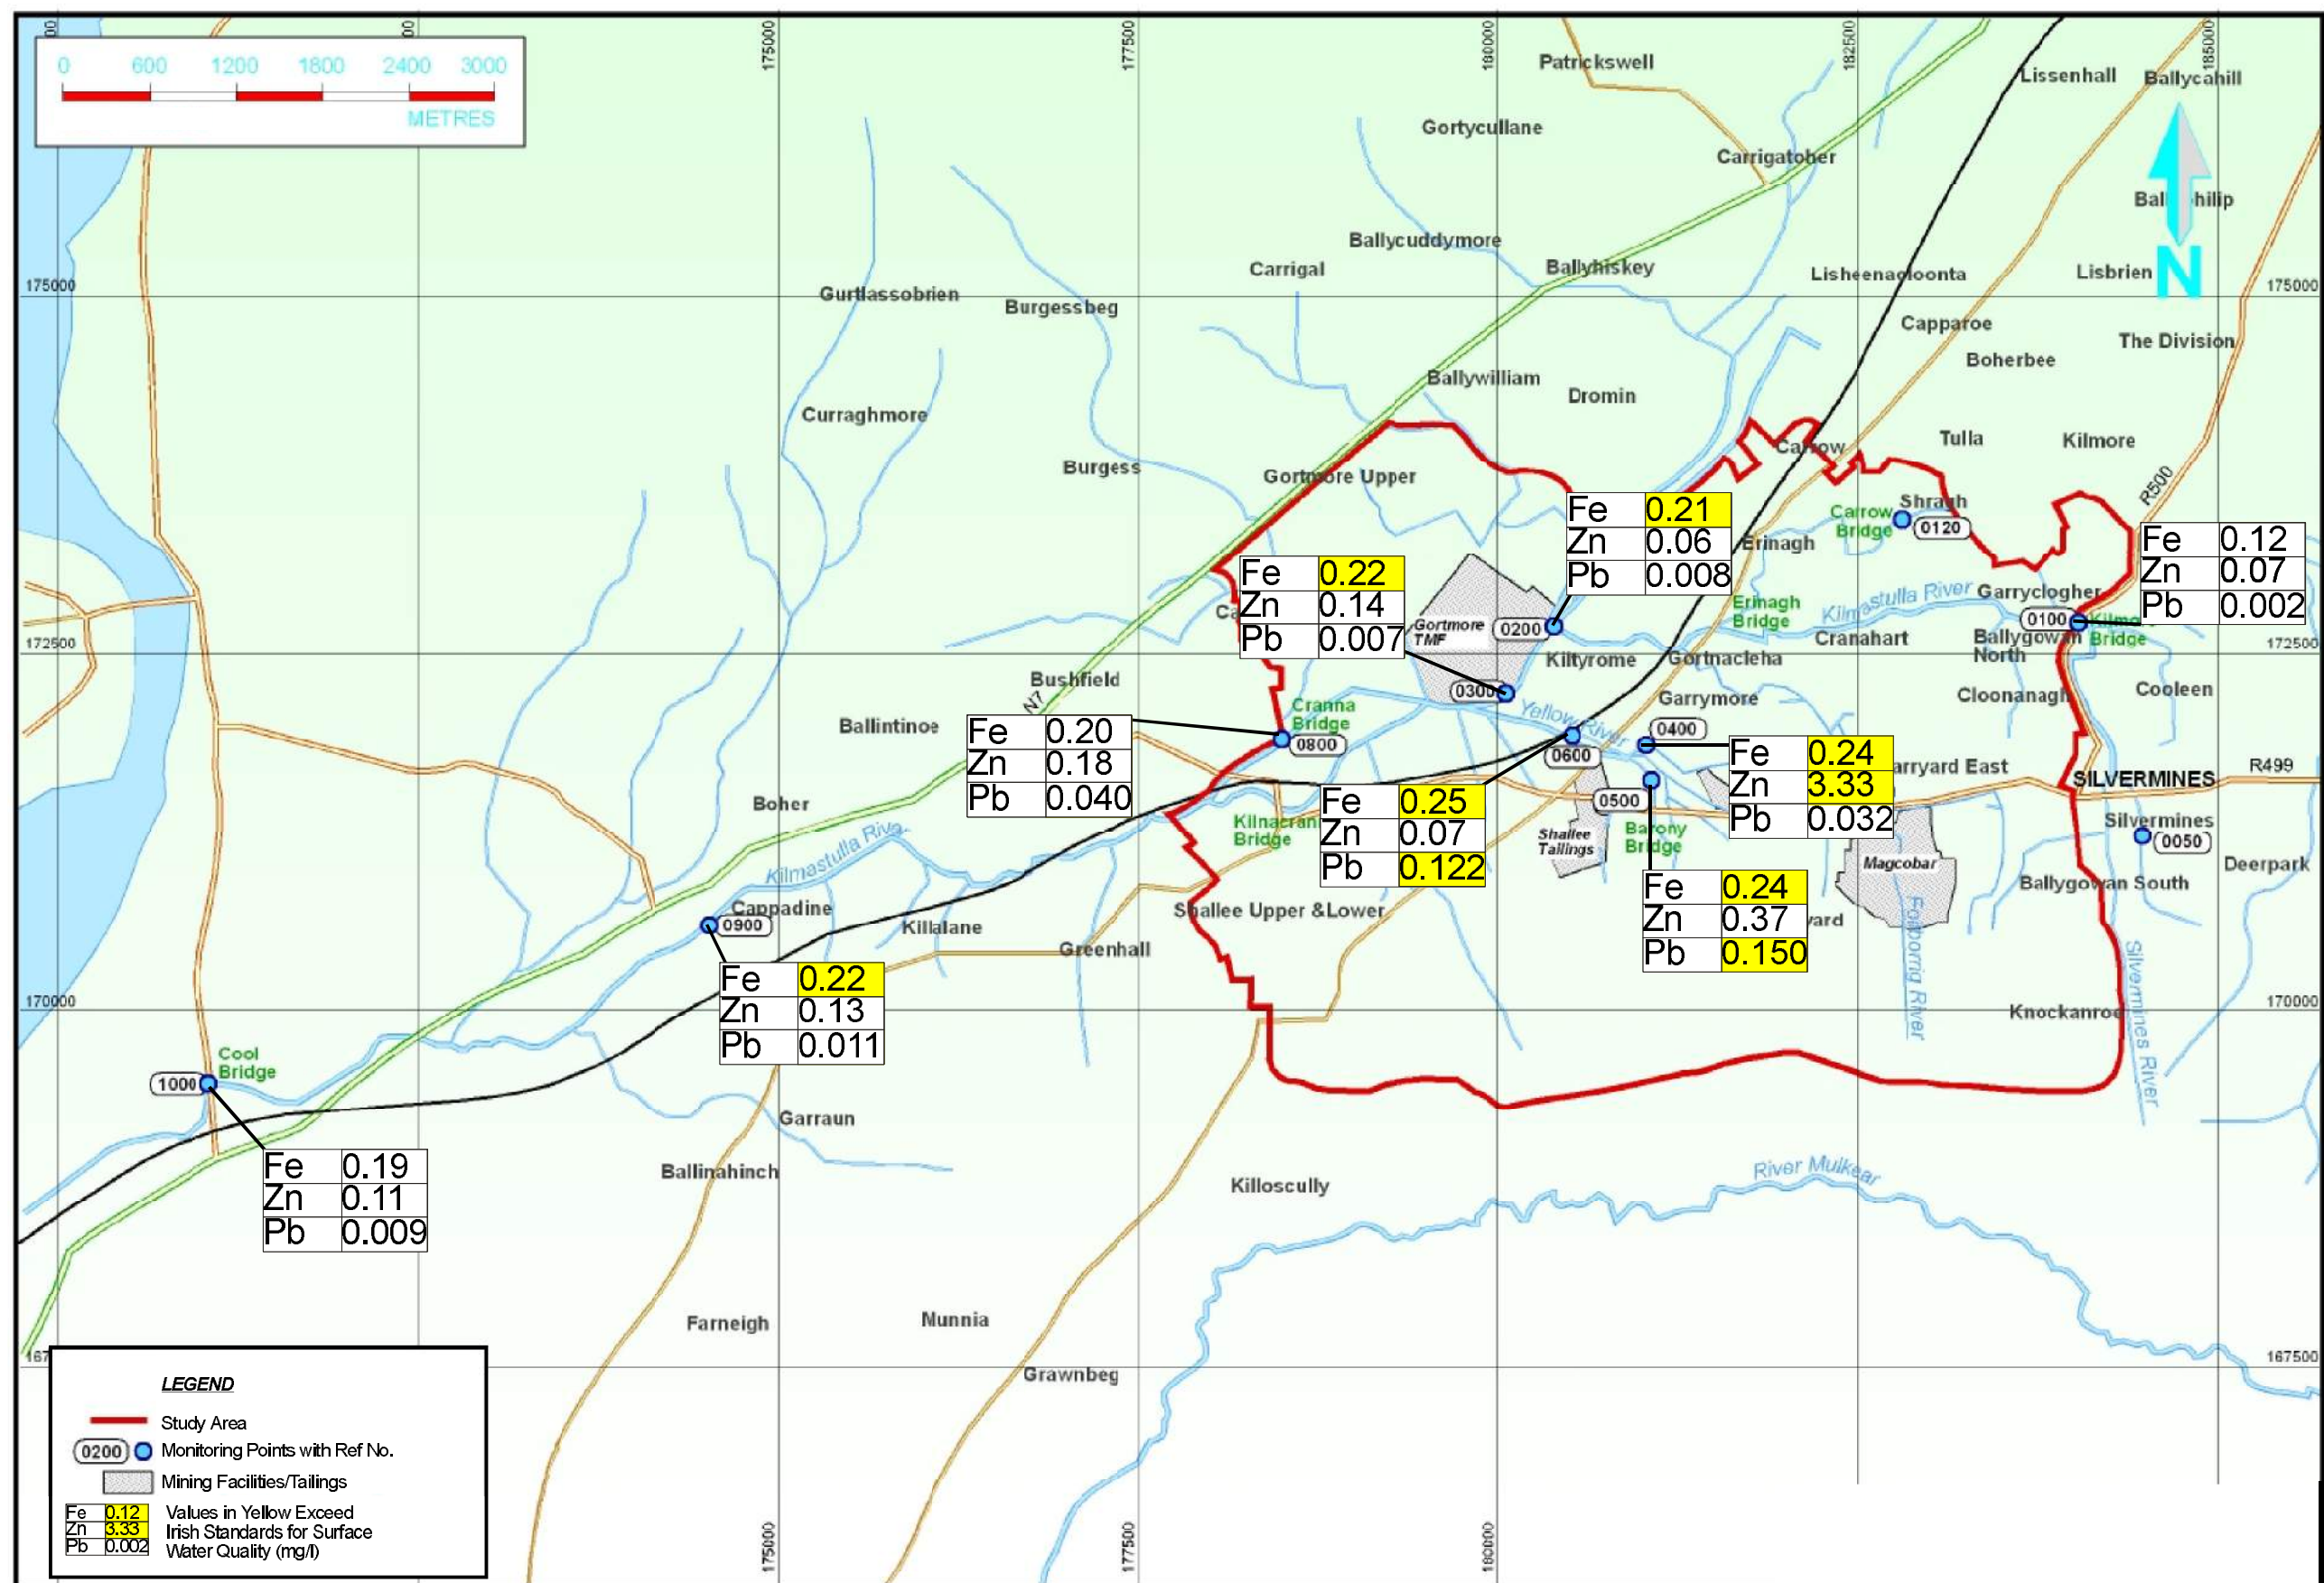 0 600 1200 1800 2400 3000
METRES
175000
177500
180000
182500
185000
Patrickswell
Lissenhall
Ballycahill
Gortycullane
Carrigatoher
Ballycuddymore
Carrigal
Ballyhiskey
Lisheenacloonta
Lisbrien
N
175000
175000
Gurtlassobrien
Burgessbeg
Capparoe
The Division
Boherbee
Ballywilliam
Dromin
Curraghmore
Tulla
Kilmore
Carrow
Burgess
Gortmore Upper
R500
Shragh
Carrow
Bridge
0120
Erinagh
Fe 0.21
Zn 0.06
Pb 0.008
Fe 0.12
Zn 0.07
Pb 0.002
Fe 0.22
Zn 0.14
Pb 0.007
Gortmore
TMF
0200
Erinagh
Bridge
Kilmastulla River
Garryclogher
0100
Bridge
Cranahart
Ballygowan
North
172500
172500
Kiltyrome
Gortnacleha
Bushfield
N7
0300
Garrymore
Cloonanagh
Cooleen
Yellow River
Cranna
Bridge
0800
Ballintinoe
Fe 0.20
Zn 0.18
Pb 0.040
0400
0600
Fe 0.24
Zn 3.33
Pb 0.032
arryard East
SILVERMINES
R499
Boher
Fe 0.25
Zn 0.07
Pb 0.122
0500
Kilnacran
Bridge
Shallee
Tailings
Barony
Bridge
Silvermines
0050
Kilmastulla Rive
Magcobar
Deerpark
Fe 0.24
Zn 0.37
Pb 0.150
Ballygowan South
Cappadine
0900
Killalane
Shallee Upper &Lower
yard
Greenhall
Foilborrig River
Silvermines River
Fe 0.22
Zn 0.13
Pb 0.011
170000
170000
Knockanroe
Cool
Bridge
1000
Garraun
Fe 0.19
Zn 0.11
Pb 0.009
Ballinahinch
Killoscully
River Mulkear
Farneigh
Nunnia
Grawnbeg
167500
LEGEND
Study Area
0200 Monitoring Points with Ref No.
Mining Facilities/Tailings
Fe 0.12 Values in Yellow Exceed
Zn 3.33 Irish Standards for Surface
Pb 0.002 Water Quality (mg/l)
175000
177500
180000